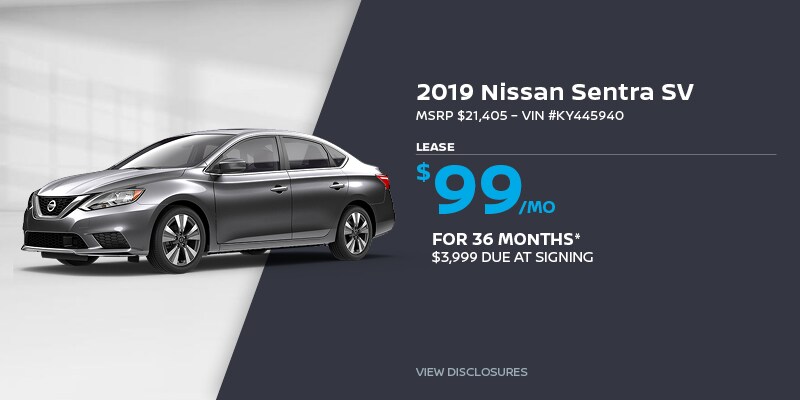 2019 Nissan Sentra SV
MSRP $21,405 – VIN #KY445940
LEASE
$99/MO
FOR 36 MONTHS*
$3,999 DUE AT SIGNING
VIEW DISCLOSURES